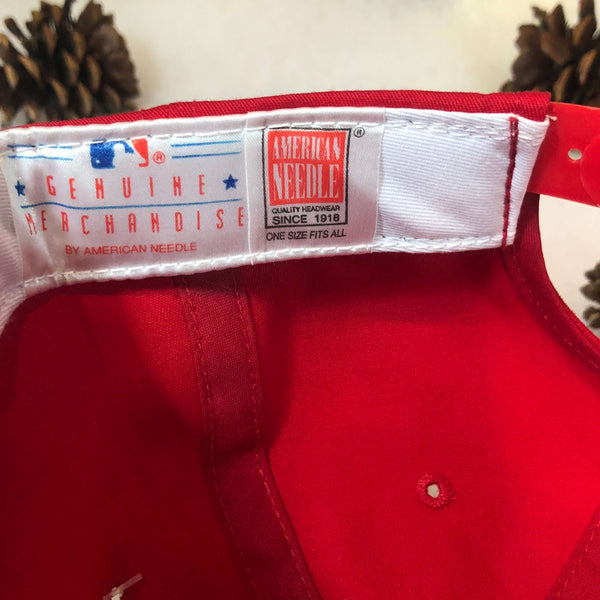 ®
GENUINE
MERCHANDISE
BY AMERICAN NEEDLE
AMERICAN
NEEDLE
®
QUALITY HEADWEAR
SINCE 1918
ONE SIZE FITS ALL